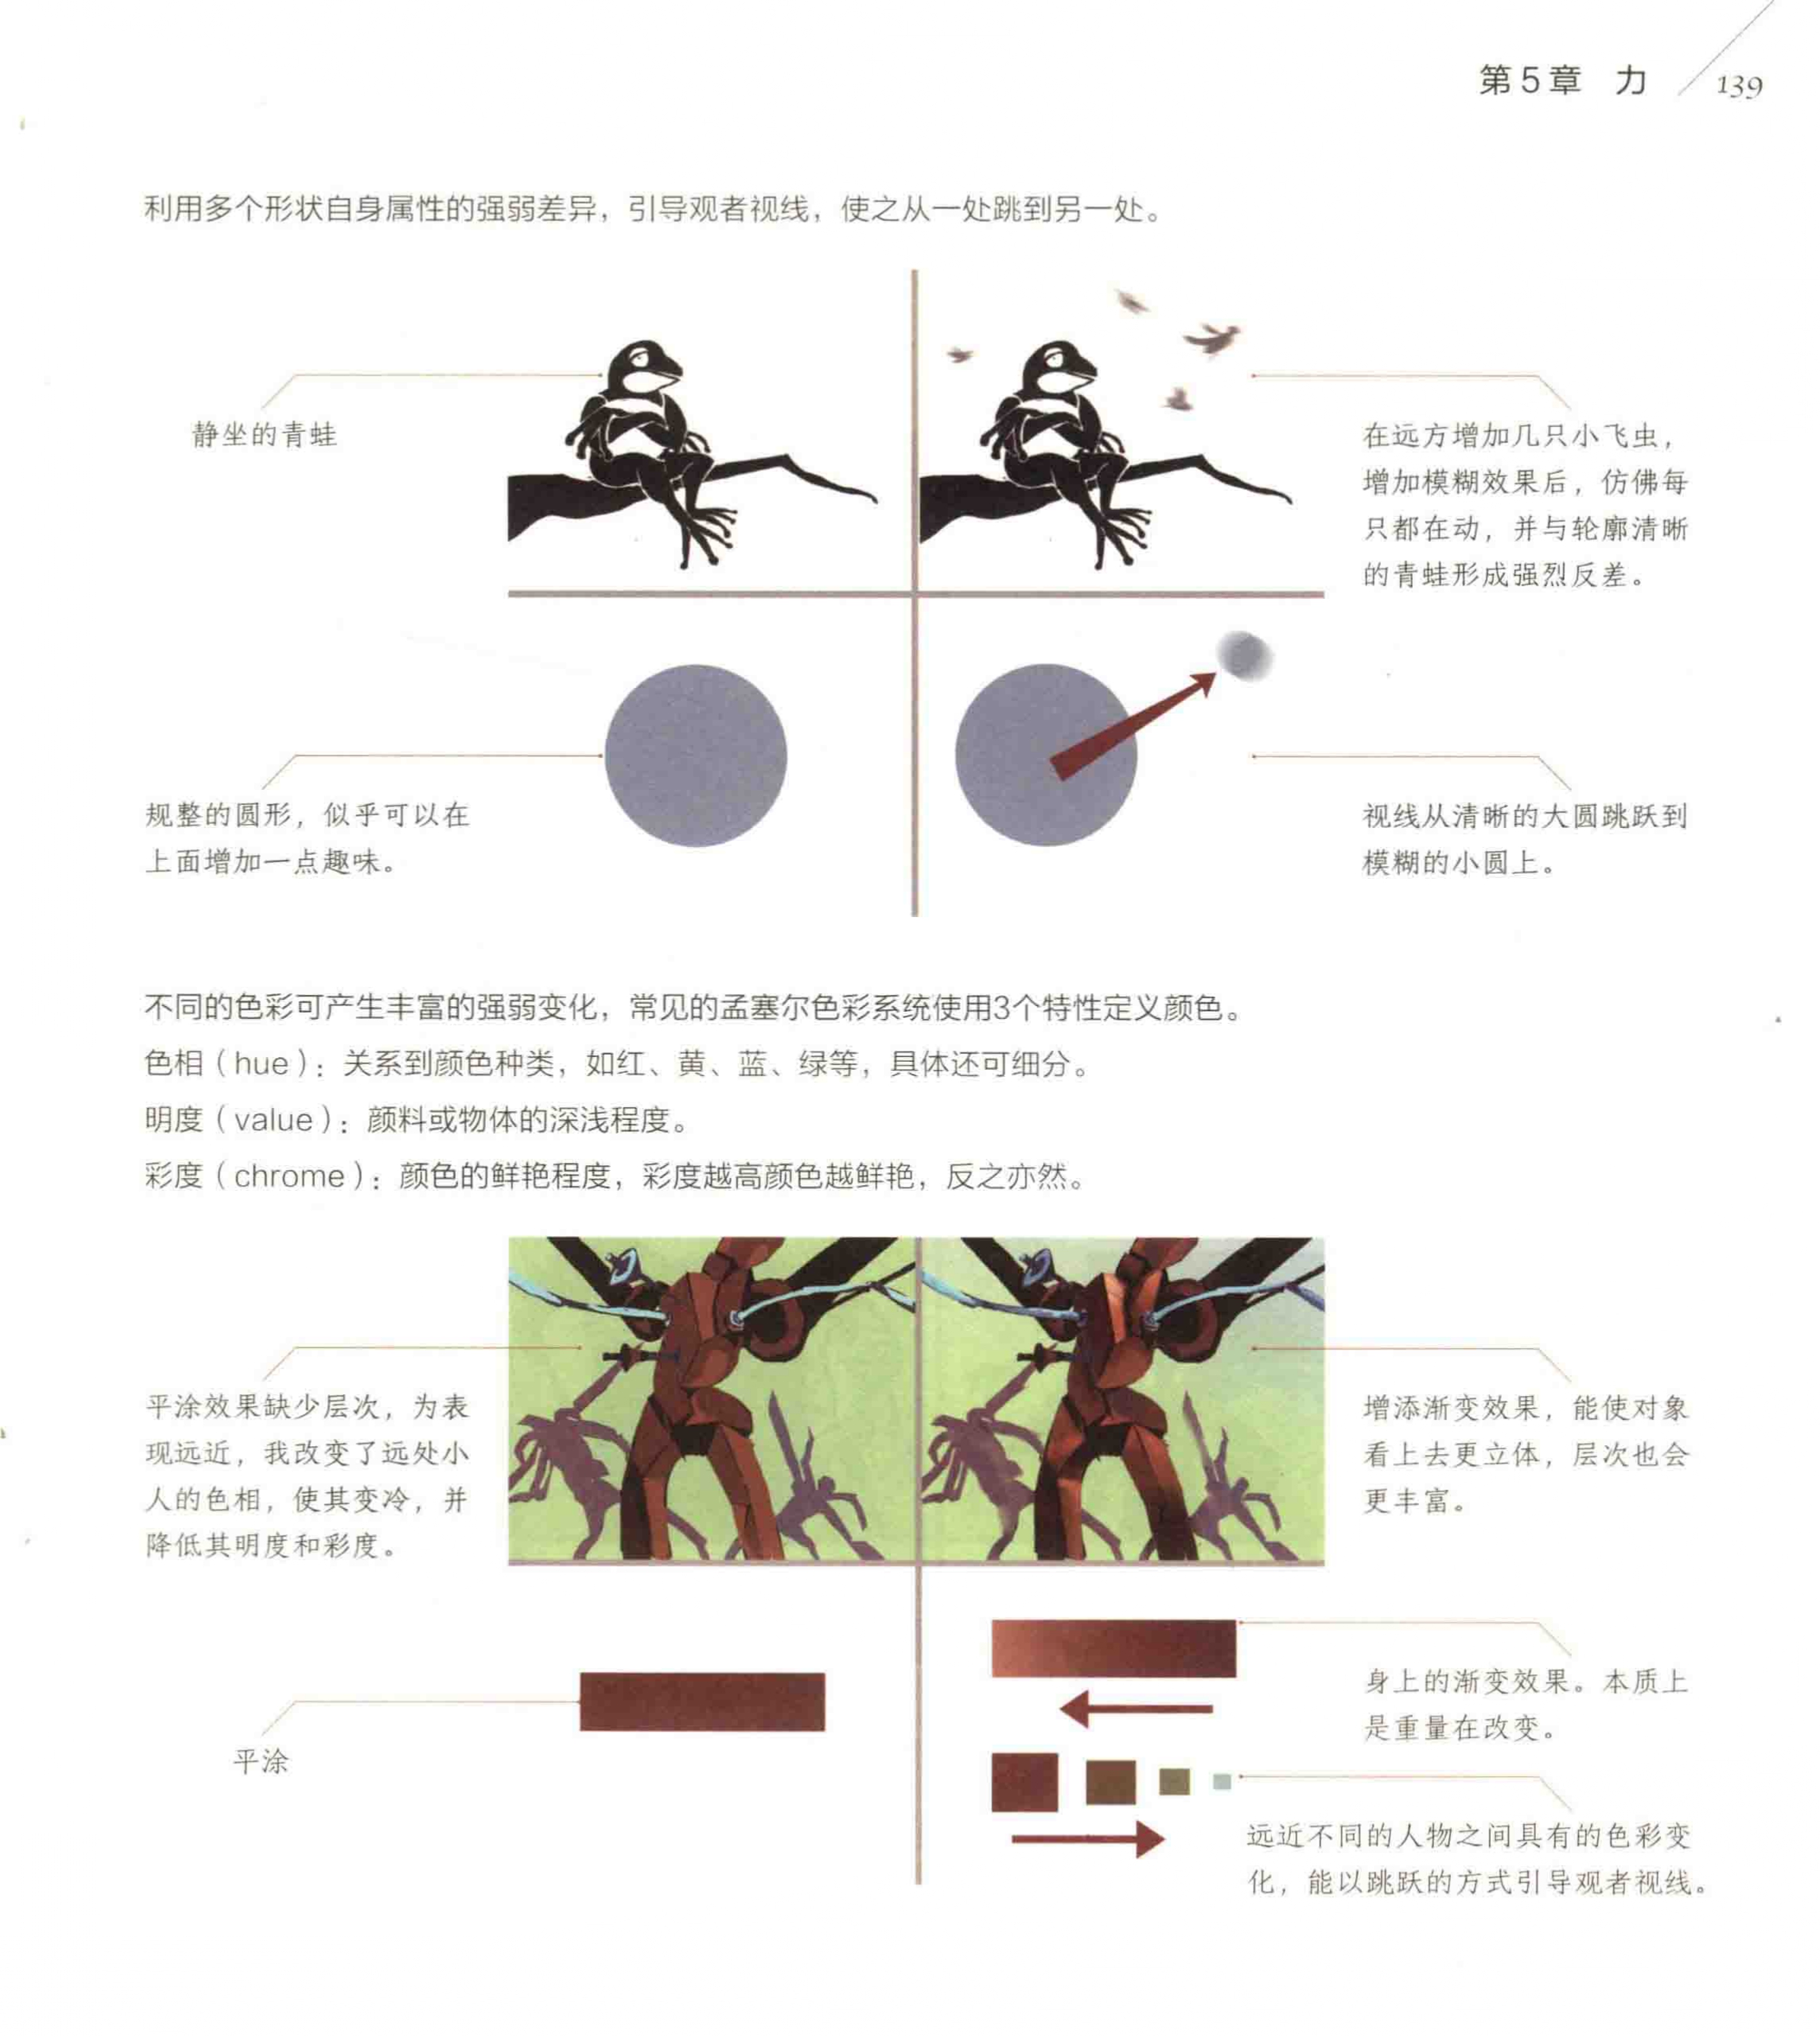 第5章 力 139
利用多个形状自身属性的强弱差异，引导观者视线，使之从一处跳到另一处。
静坐的青蛙
在远方增加几只小飞虫，
增加模糊效果后，仿佛每
只都在动，并与轮廓清晰
的青蛙形成强烈反差。
规整的圆形，似乎可以在
上面增加一点趣味。
视线从清晰的大圆跳跃到
模糊的小圆上。
不同的色彩可产生丰富的强弱变化，常见的孟塞尔色彩系统使用3个特性定义颜色。
色相（hue）：关系到颜色种类，如红、黄、蓝、绿等，具体还可细分。
明度（value）：颜料或物体的深浅程度。
彩度（chrome）：颜色的鲜艳程度，彩度越高颜色越鲜艳，反之亦然。
平涂效果缺少层次，为表
现远近，我改变了远处小
人的色相，使其变冷，并
降低其明度和彩度。
增添渐变效果，能使对象
看上去更立体，层次也会
更丰富。
平涂
身上的渐变效果。本质上
是重量在改变。
远近不同的人物之间具有的色彩变
化，能以跳跃的方式引导观者视线。